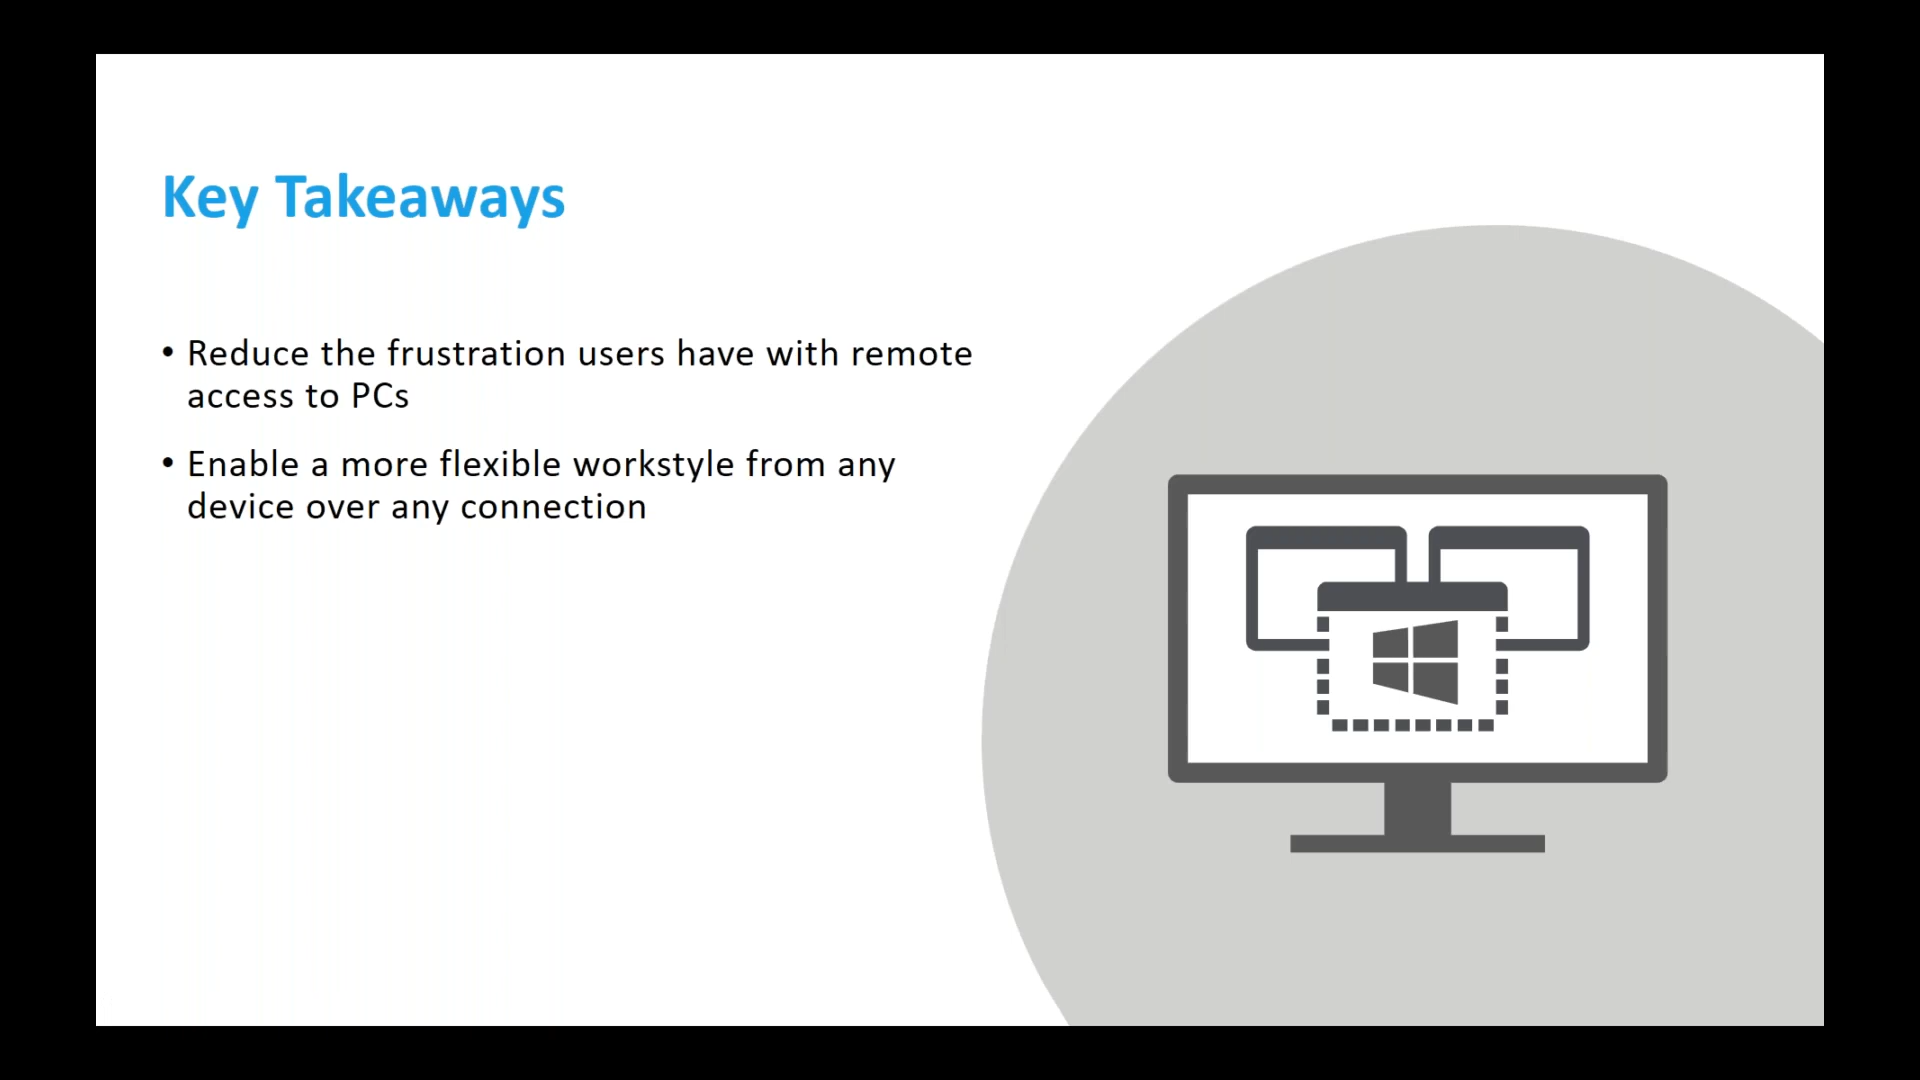 Key Takeaways
• Reduce the frustration users have with remote
access to PCs
• Enable a more flexible workstyle from any
device over any connection